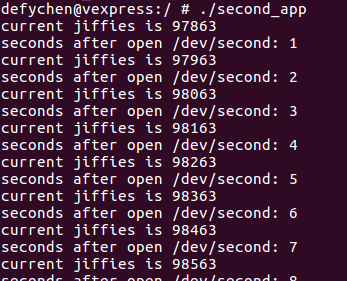 defychen@vexpress:/ # ./second_app
current jiffies is 97863
seconds after open /dev/second: 1
current jiffies is 97963
seconds after open /dev/second: 2
current jiffies is 98063
seconds after open /dev/second: 3
current jiffies is 98163
seconds after open /dev/second: 4
current jiffies is 98263
seconds after open /dev/second: 5
current jiffies is 98363
seconds after open /dev/second: 6
current jiffies is 98463
seconds after open /dev/second: 7
current jiffies is 98563
seconds after open /dev/second: 8